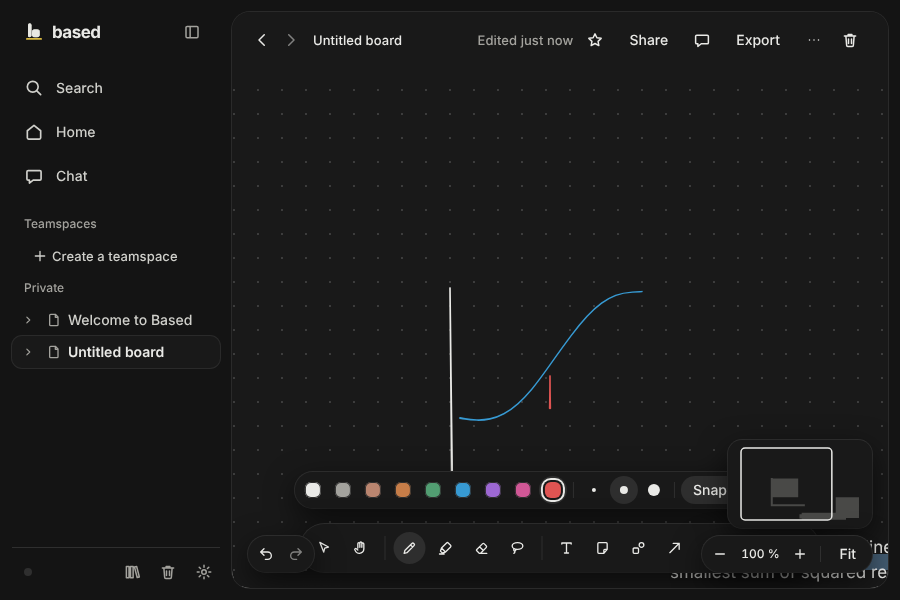 based
Search
Home
Chat
Teamspaces
Create a teamspace
Private
Welcome to Based
Untitled board
Untitled board
Edited just now
Share
Export
Snap
100 %
Fit
smallest sum of squared